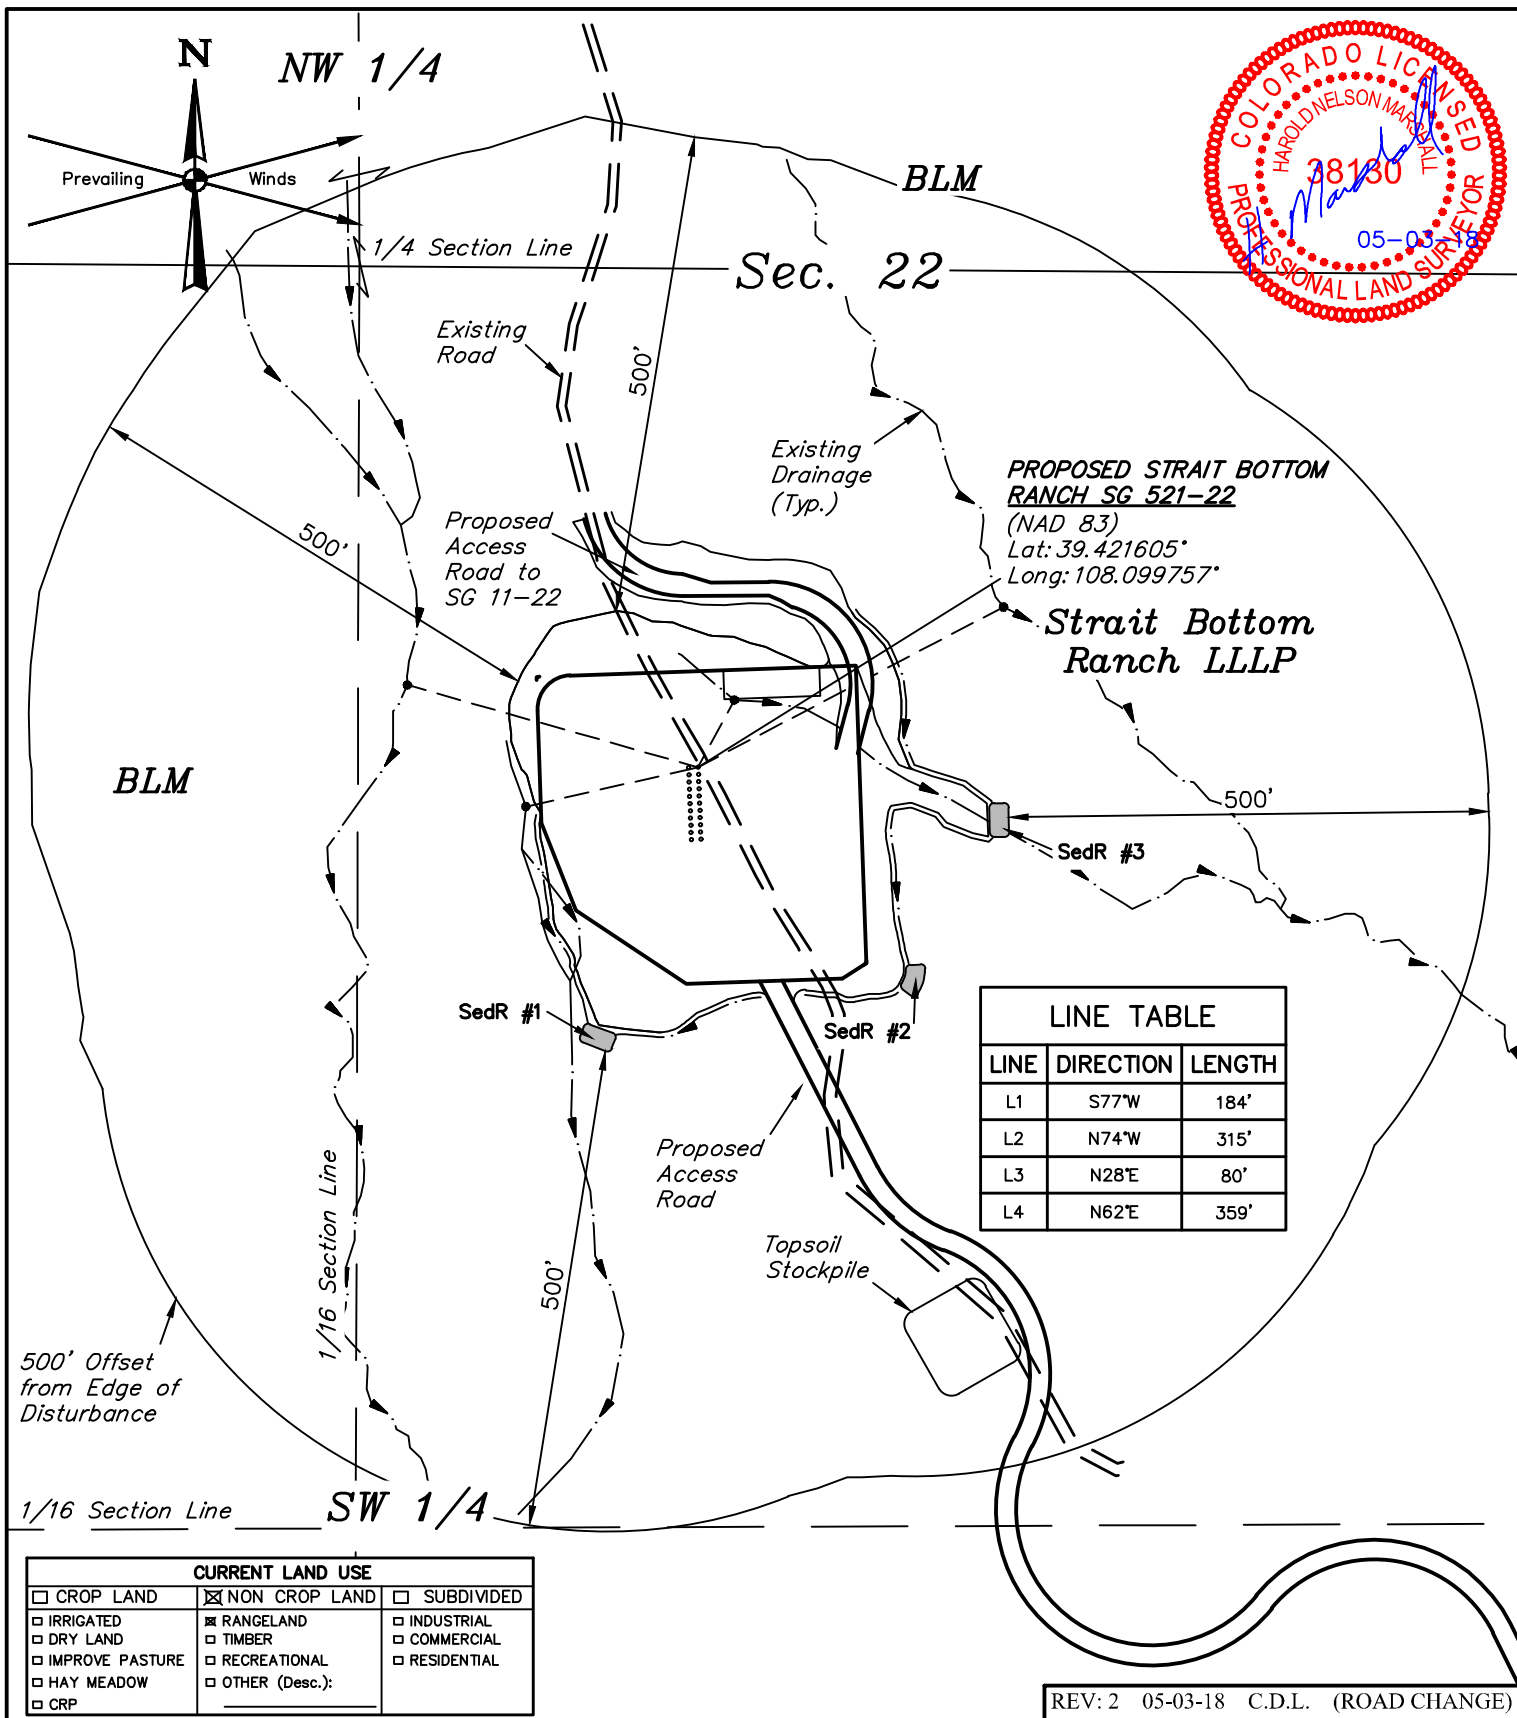 N
NW 1/4
Prevailing Winds
1/4 Section Line
BLM
Sec. 22
COLORADO LICENSED
PROFESSIONAL LAND SURVEYOR
HAROLD NELSON MARSHALL
38130
05-03-18
Existing
Road
500'
Existing
Drainage
(Typ.)
PROPOSED STRAIT BOTTOM
RANCH SG 521-22
(NAD 83)
Lat: 39.421605°
Long: 108.099757°
500'
Proposed
Access
Road to
SG 11-22
Strait Bottom
Ranch LLLP
BLM
500'
SedR #3
SedR #1
SedR #2
LINE TABLE
LINE DIRECTION LENGTH
L1 S77°W 184'
L2 N74°W 315'
L3 N28°E 80'
L4 N62°E 359'
Proposed
Access
Road
1/16 Section Line
Topsoil
Stockpile
500'
500' Offset
from Edge of
Disturbance
1/16 Section Line
SW 1/4
CURRENT LAND USE
☐ CROP LAND ☒ NON CROP LAND ☐ SUBDIVIDED
☐ IRRIGATED ☒ RANGELAND ☐ INDUSTRIAL
☐ DRY LAND ☐ TIMBER ☐ COMMERCIAL
☐ IMPROVE PASTURE ☐ RECREATIONAL ☐ RESIDENTIAL
☐ HAY MEADOW ☐ OTHER (Desc.):
☐ CRP
REV: 2 05-03-18 C.D.L. (ROAD CHANGE)